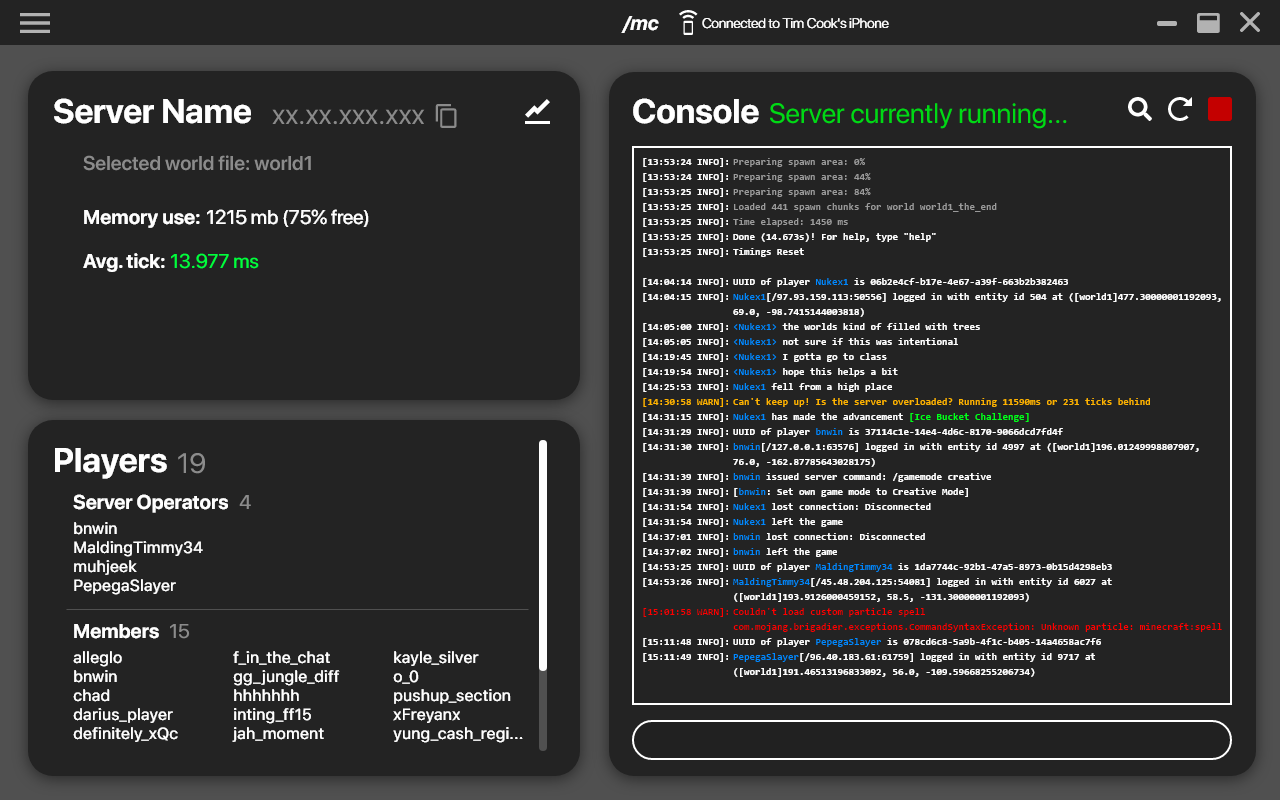 /mc
Connected to Tim Cook's iPhone
Server Name xx.xx.xxx.xxx
Selected world file: world1
Memory use: 1215 mb (75% free)
Avg. tick: 13.977 ms
Players 19
Server Operators 4
bnwin
MaldingTimmy34
muhjeek
PepegaSlayer
Members 15
alleglo f_in_the_chat kayle_silver
bnwin gg_jungle_diff o_0
chad hhhhhhh pushup_section
darius_player inting_ff15 xFreyanx
definitely_xQc jah_moment yung_cash_regi...
Console Server currently running...
[13:53:24 INFO]: Preparing spawn area: 0%
[13:53:24 INFO]: Preparing spawn area: 44%
[13:53:25 INFO]: Preparing spawn area: 84%
[13:53:25 INFO]: Loaded 441 spawn chunks for world world1_the_end
[13:53:25 INFO]: Time elapsed: 1450 ms
[13:53:25 INFO]: Done (14.673s)! For help, type "help"
[13:53:25 INFO]: Timings Reset
[14:04:14 INFO]: UUID of player Nukex1 is 06b2e4cf-b17e-4e67-a39f-663b2b382463
[14:04:15 INFO]: Nukex1[/97.93.159.113:50556] logged in with entity id 504 at ([world1]477.30000001192093,
69.0, -98.7415144003818)
[14:05:00 INFO]: <Nukex1> the worlds kind of filled with trees
[14:05:05 INFO]: <Nukex1> not sure if this was intentional
[14:19:45 INFO]: <Nukex1> I gotta go to class
[14:19:54 INFO]: <Nukex1> hope this helps a bit
[14:25:53 INFO]: Nukex1 fell from a high place
[14:30:58 WARN]: Can't keep up! Is the server overloaded? Running 11590ms or 231 ticks behind
[14:31:15 INFO]: Nukex1 has made the advancement [Ice Bucket Challenge]
[14:31:29 INFO]: UUID of player bnwin is 37114c1e-14e4-4d6c-8170-9066dcd7fd4f
[14:31:30 INFO]: bnwin[/127.0.0.1:63576] logged in with entity id 4997 at ([world1]196.01249998807907,
76.0, -162.87785643028175)
[14:31:39 INFO]: bnwin issued server command: /gamemode creative
[14:31:39 INFO]: [bnwin: Set own game mode to Creative Mode]
[14:31:54 INFO]: Nukex1 lost connection: Disconnected
[14:31:54 INFO]: Nukex1 left the game
[14:37:01 INFO]: bnwin lost connection: Disconnected
[14:37:02 INFO]: bnwin left the game
[14:53:25 INFO]: UUID of player MaldingTimmy34 is 1da7744c-92b1-47a5-8973-0b15d4298eb3
[14:53:26 INFO]: MaldingTimmy34[/45.48.204.125:54081] logged in with entity id 6027 at
([world1]193.9126000459152, 58.5, -131.30000001192093)
[15:01:58 WARN]: Couldn't load custom particle spell
com.mojang.brigadier.exceptions.CommandSyntaxException: Unknown particle: minecraft:spell
[15:11:48 INFO]: UUID of player PepegaSlayer is 078cd6c8-5a9b-4f1c-b405-14a4658ac7f6
[15:11:49 INFO]: PepegaSlayer[/96.40.183.61:61759] logged in with entity id 9717 at
([world1]191.46513196833092, 56.0, -109.59668255206734)